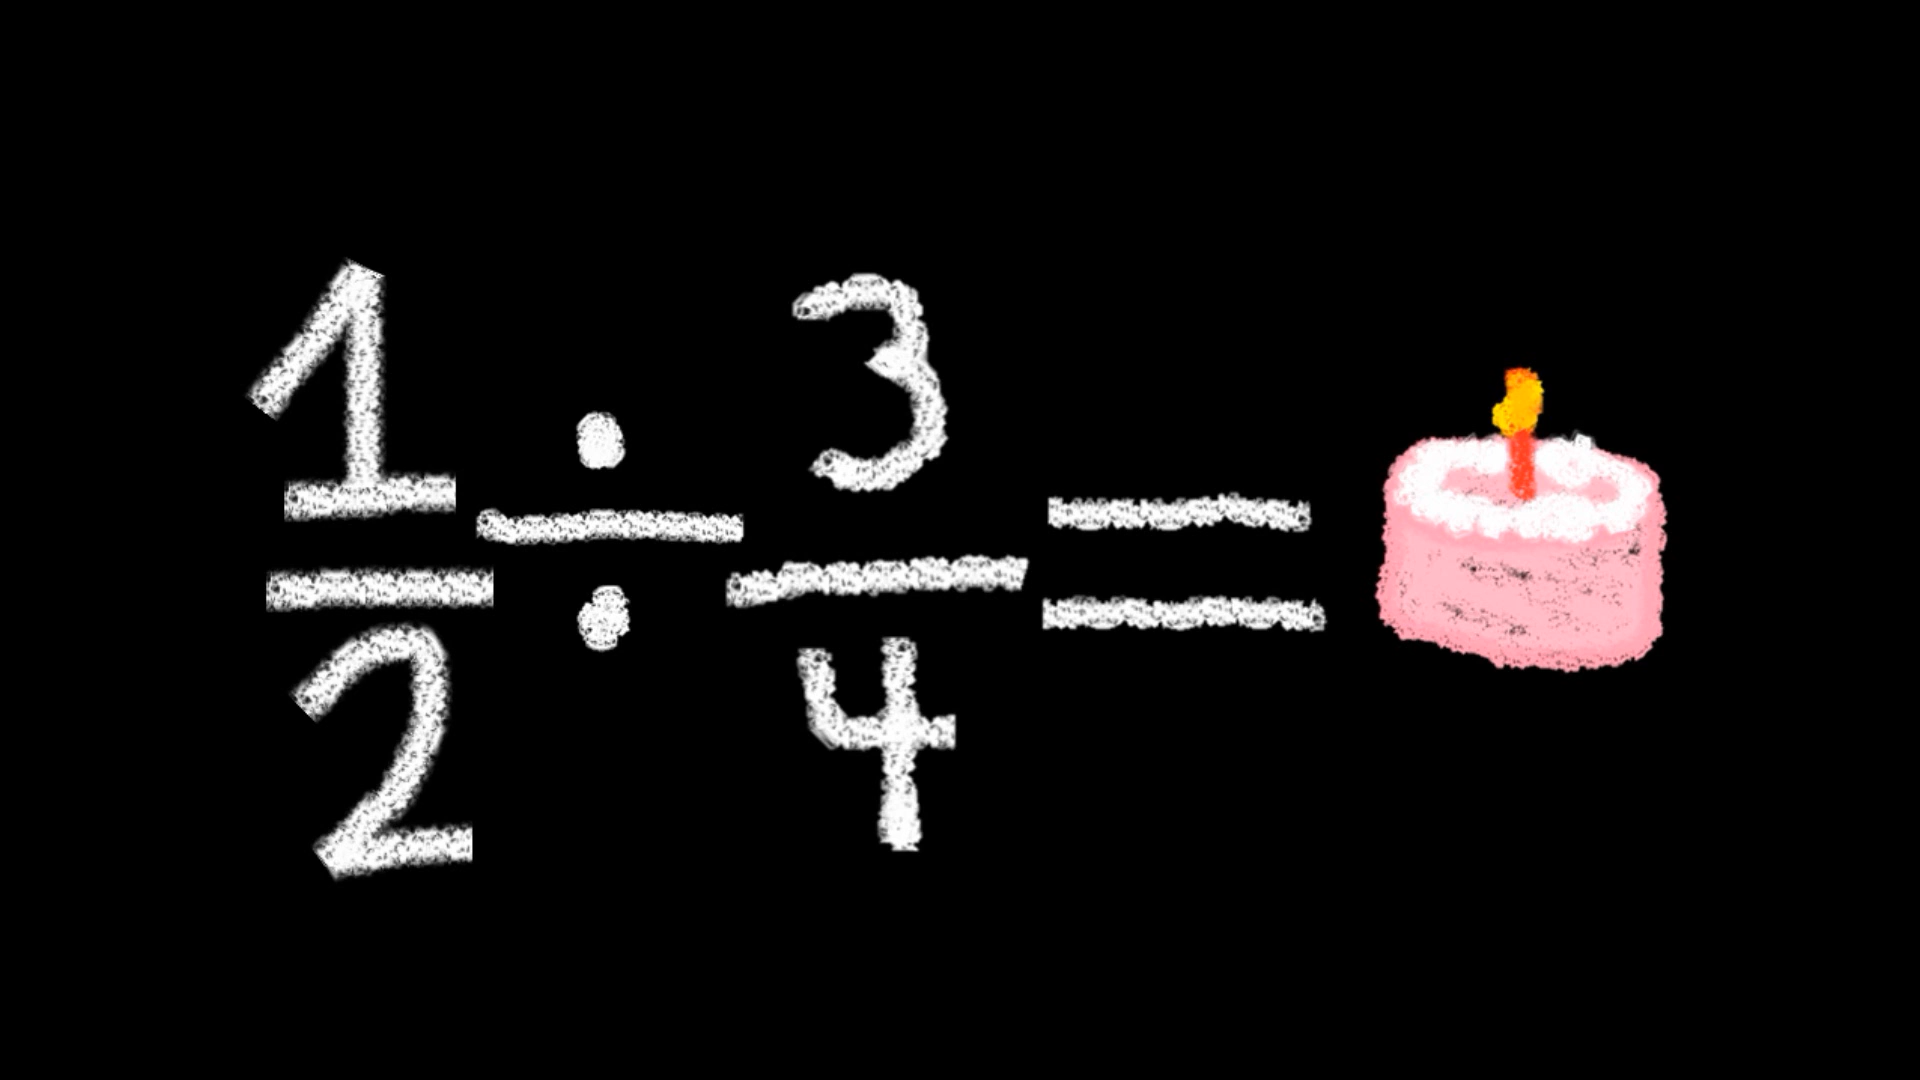 1/2 ÷ 3/4 =